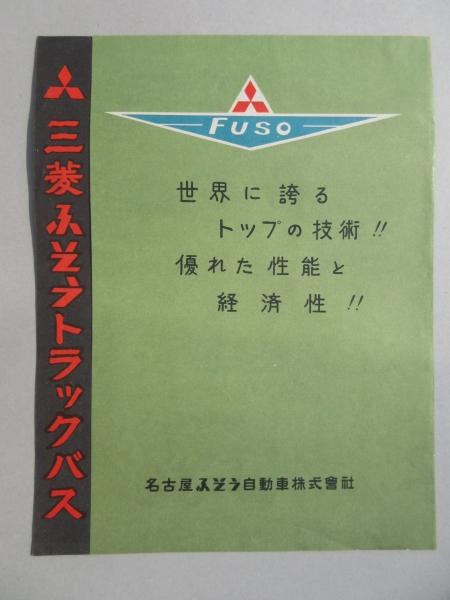 三菱ふそうトラックバス
FUSO
世界に誇る
トップの技術!!
優れた性能と
経済性!!
名古屋ふそう自動車株式會社